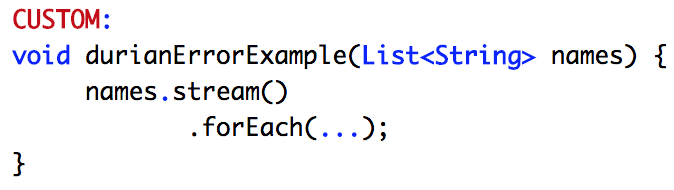 CUSTOM:
void durianErrorExample(List<String> names) {
names.stream()
.forEach(...);
}